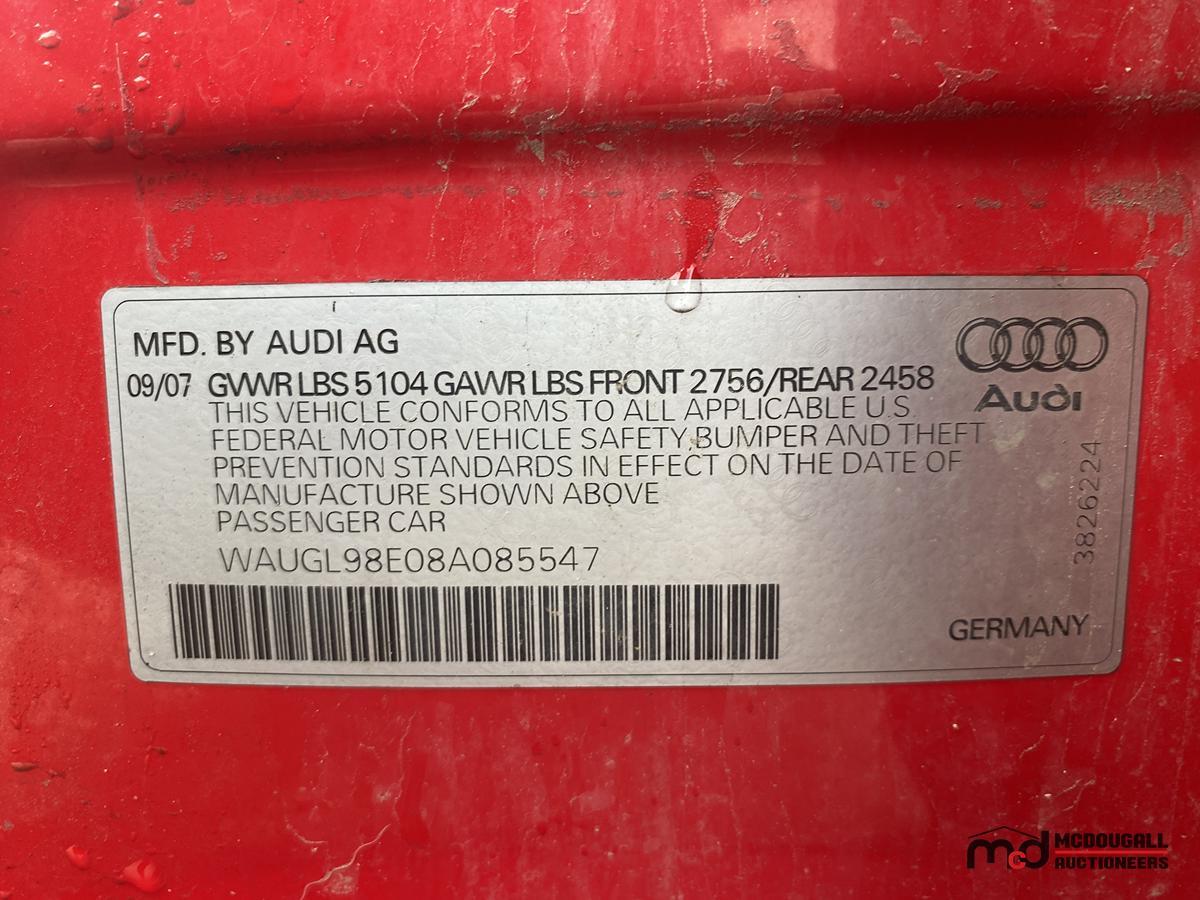 MFD. BY AUDI AG
09/07 GVWR LBS 5104 GAWR LBS FRONT 2756/REAR 2458
THIS VEHICLE CONFORMS TO ALL APPLICABLE U.S.
FEDERAL MOTOR VEHICLE SAFETY, BUMPER AND THEFT
PREVENTION STANDARDS IN EFFECT ON THE DATE OF
MANUFACTURE SHOWN ABOVE
PASSENGER CAR
WAUGL98E08A085547
Audi
3826224
GERMANY
mcd
MCDOUGALL
AUCTIONEERS